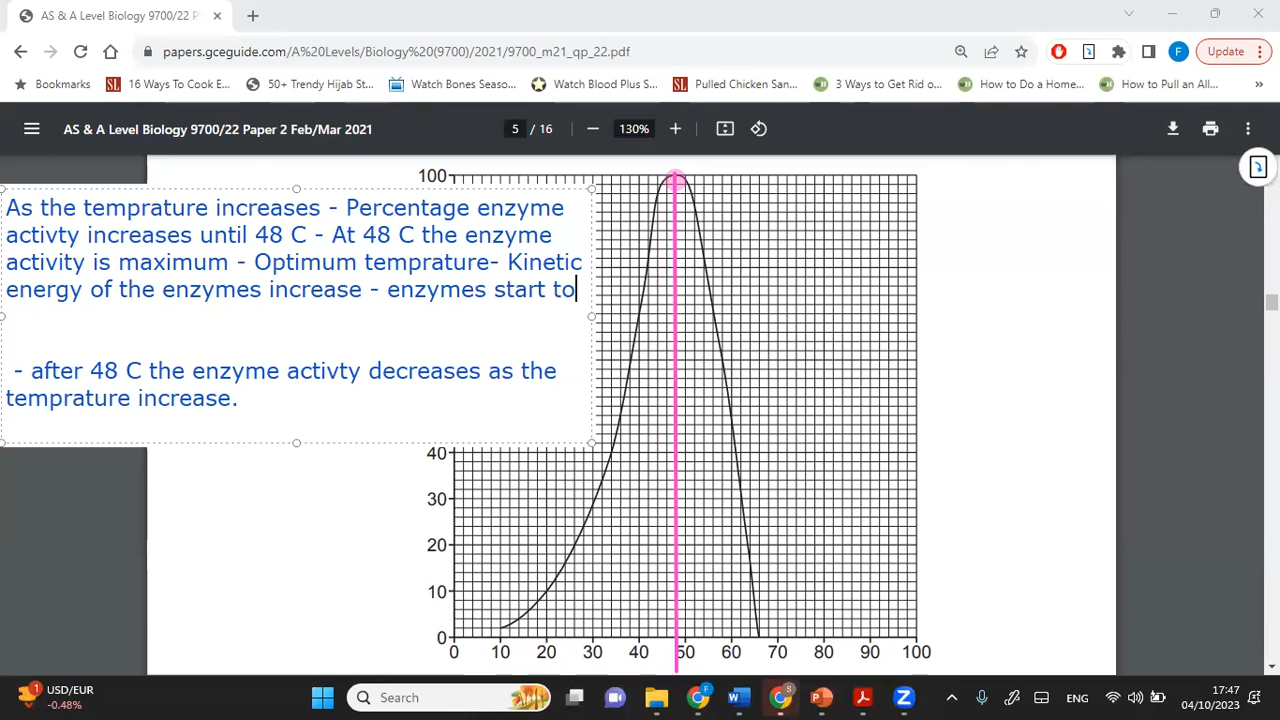 AS & A Level Biology 9700/22 P
papers.gceguide.com/A%20Levels/Biology%20(9700)/2021/9700_m21_qp_22.pdf
F
Update
Bookmarks
SL 16 Ways To Cook E...
50+ Trendy Hijab St...
Watch Bones Seaso...
Watch Blood Plus S...
SL Pulled Chicken San...
3 Ways to Get Rid o...
How to Do a Home...
How to Pull an All...
»
AS & A Level Biology 9700/22 Paper 2 Feb/Mar 2021
5 / 16
130%
100
As the temprature increases - Percentage enzyme
activty increases until 48 C - At 48 C the enzyme
activity is maximum - Optimum temprature- Kinetic
energy of the enzymes increase - enzymes start to
- after 48 C the enzyme activty decreases as the
temprature increase.
40
30
20
10
0
0 10 20 30 40 50 60 70 80 90 100
1
USD/EUR
-0.48%
Search
F
S
ENG
17:47
04/10/2023